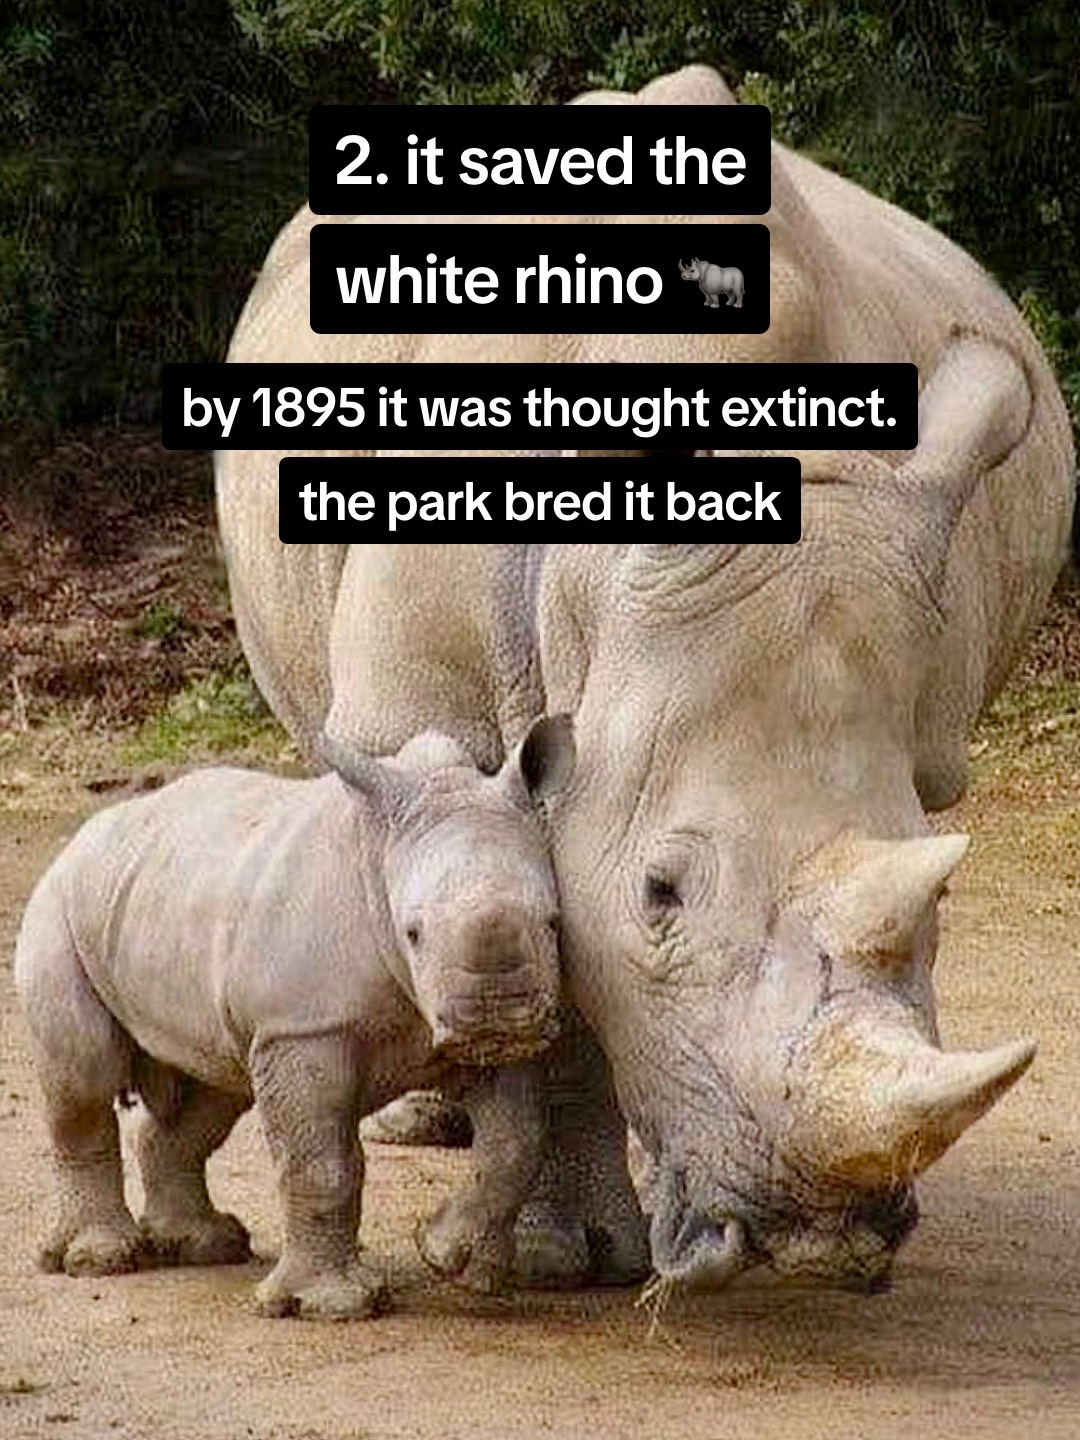 2. it saved the
white rhino 🦏
by 1895 it was thought extinct.
the park bred it back